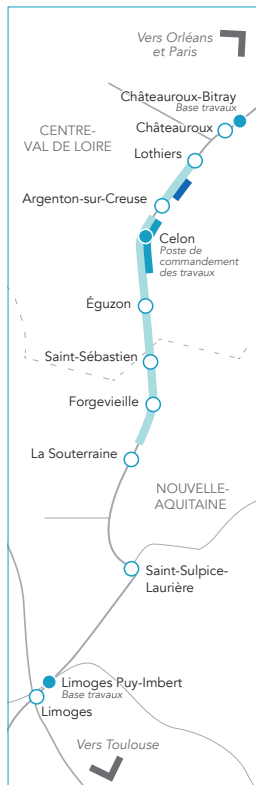 Vers Orléans
et Paris
Châteauroux-Bitray
Base travaux
Châteauroux
CENTRE-
VAL DE LOIRE
Lothiers
Argenton-sur-Creuse
Celon
Poste de
commandement
des travaux
Éguzon
Saint-Sébastien
Forgevieille
La Souterraine
NOUVELLE-
AQUITAINE
Saint-Sulpice-
Laurière
Limoges Puy-Imbert
Base travaux
Limoges
Vers Toulouse